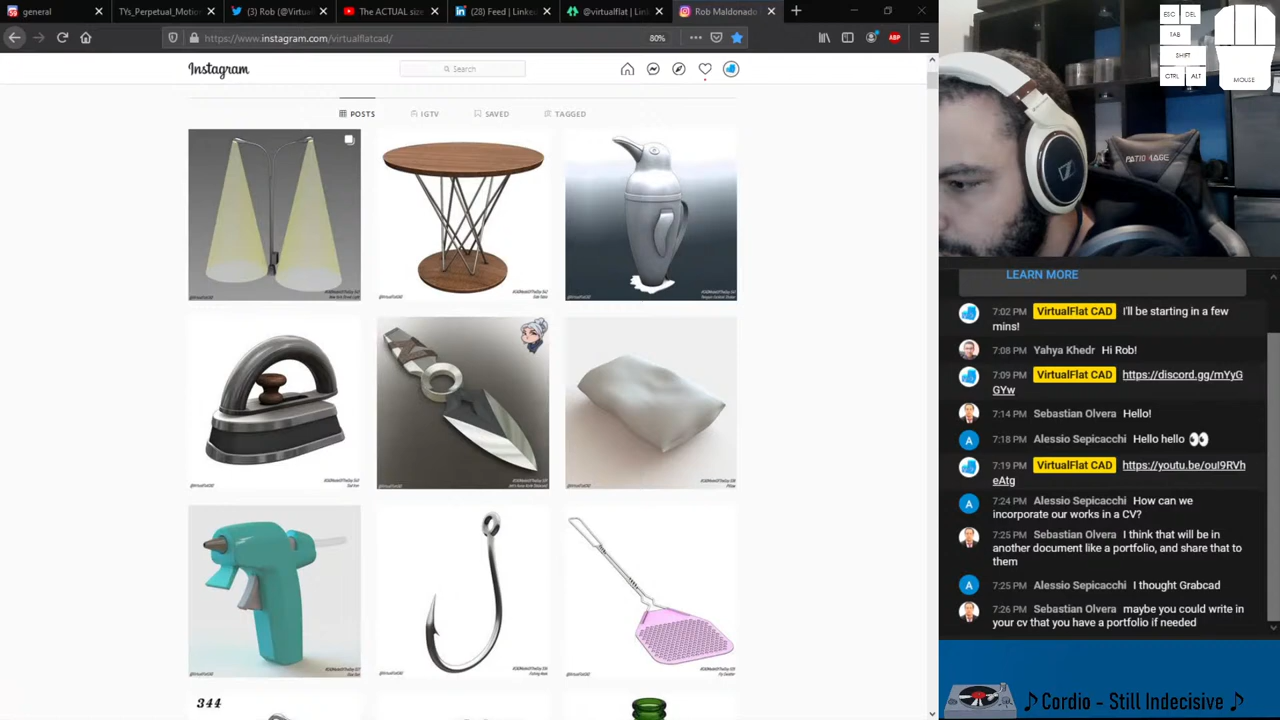 general
TYs_Perpetual_Motion
(3) Rob (@Virtual
The ACTUAL size
(28) Feed | Linke
@virtualflat | Link
Rob Maldonado
https://www.instagram.com/virtualflatcad/
80%
ABP
Instagram
Search
POSTS
IGTV
SAVED
TAGGED
344
ESC
DEL
TAB
SHIFT
CTRL
ALT
MOUSE
LEARN MORE
7:02 PM VirtualFlat CAD I'll be starting in a few
mins!
7:08 PM Yahya Khedr Hi Rob!
7:09 PM VirtualFlat CAD https://discord.gg/mYyG
GYw
7:14 PM Sebastian Olvera Hello!
7:18 PM Alessio Sepicacchi Hello hello 👀
7:19 PM VirtualFlat CAD https://youtu.be/ouI9RVh
eAtg
7:24 PM Alessio Sepicacchi How can we
incorporate our works in a CV?
7:25 PM Sebastian Olvera I think that will be in
another document like a portfolio, and share that to
them
7:25 PM Alessio Sepicacchi I thought Grabcad
7:26 PM Sebastian Olvera maybe you could write in
your cv that you have a portfolio if needed
♪ Cordio - Still Indecisive ♪